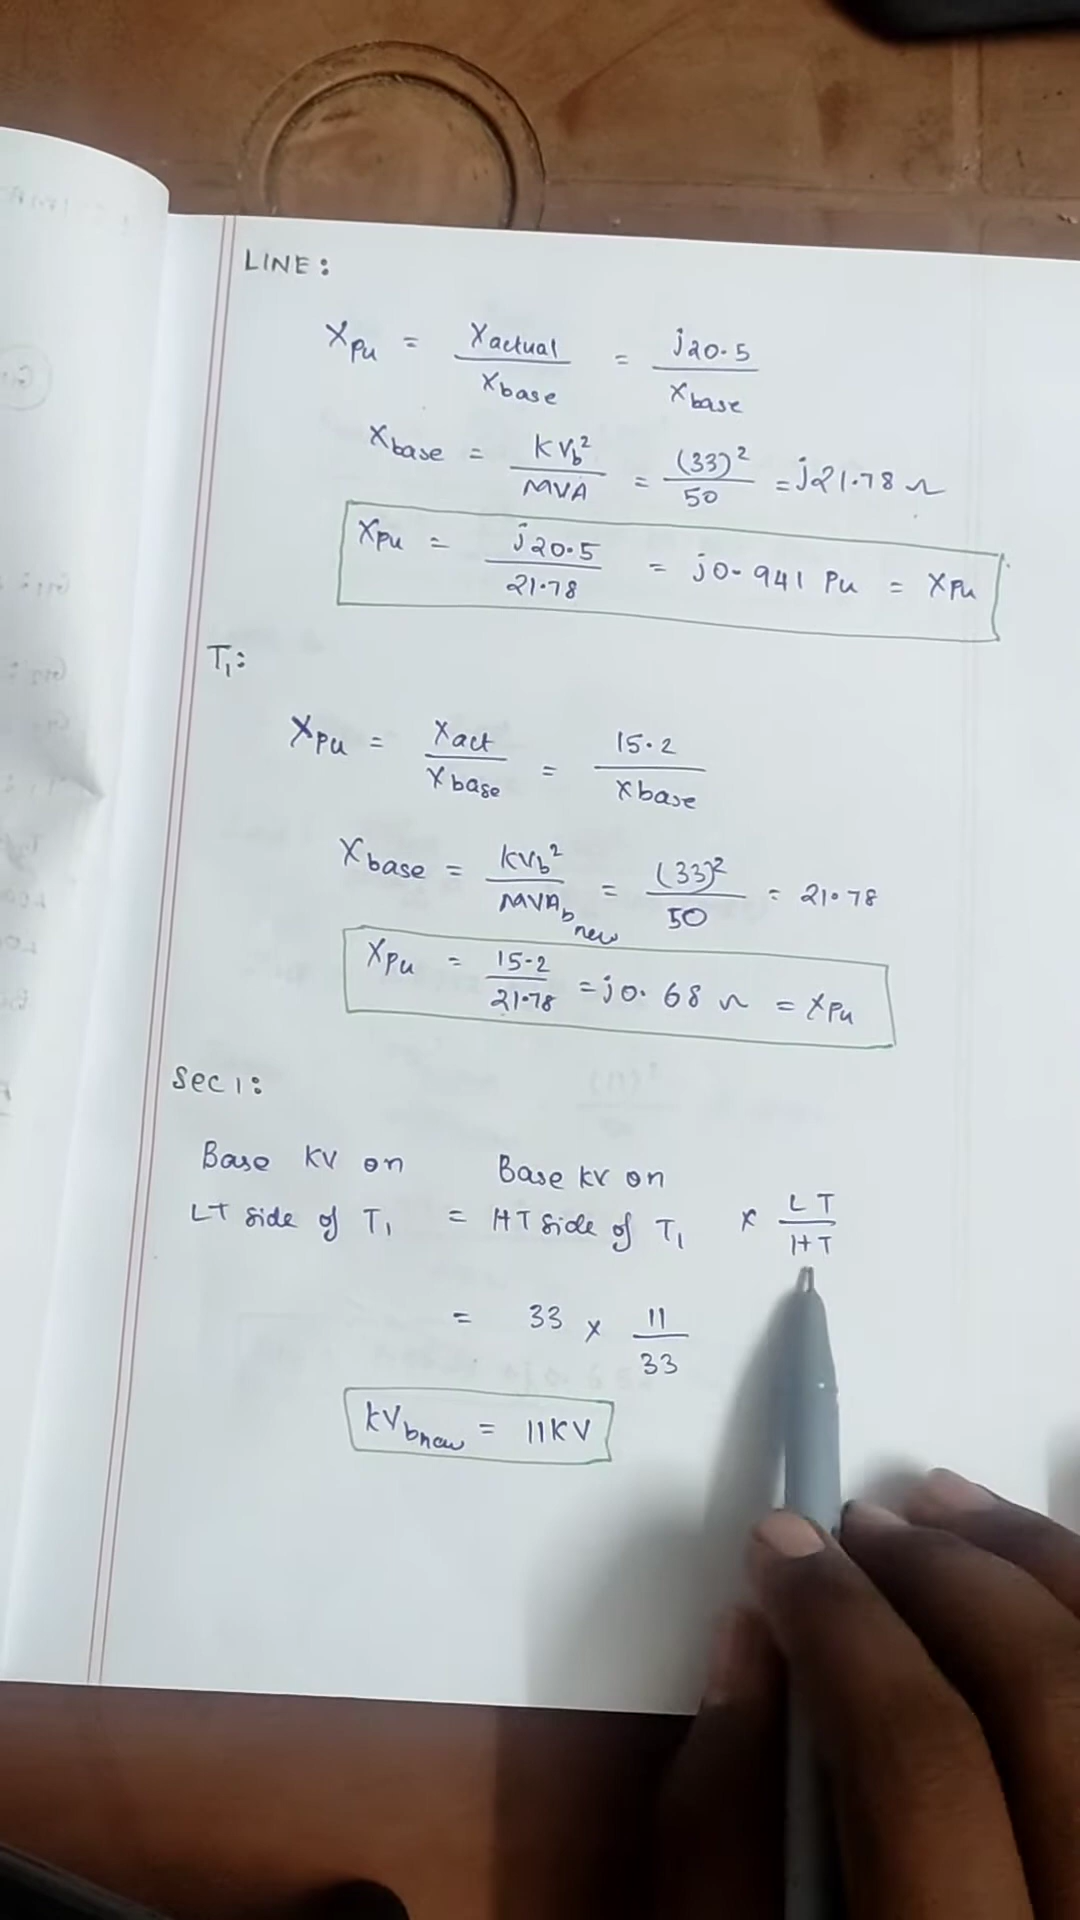 LINE:
Xpu = Xactual / Xbase = j20.5 / Xbase
Xbase = KVb² / MVA = (33)² / 50 = j21.78 Ω
Xpu = j20.5 / 21.78 = j0.941 Pu = Xpu
T1:
Xpu = Xact / Xbase = 15.2 / Xbase
Xbase = KVb² / MVAb new = (33)² / 50 = 21.78
Xpu = 15.2 / 21.78 = j0.68 Ω = Xpu
Sec 1:
Base KV on LT side of T1 = Base KV on HT side of T1 × LT / HT
= 33 × 11 / 33
KVbnew = 11KV